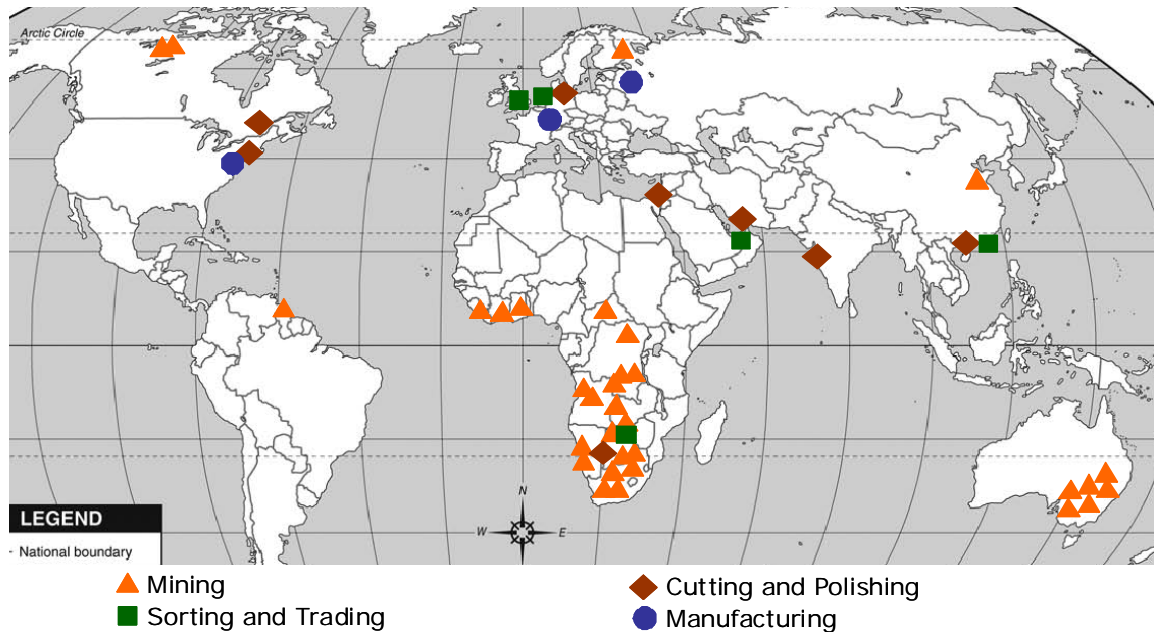 Arctic Circle
N
W
E
LEGEND
- National boundary
Mining
Cutting and Polishing
Sorting and Trading
Manufacturing